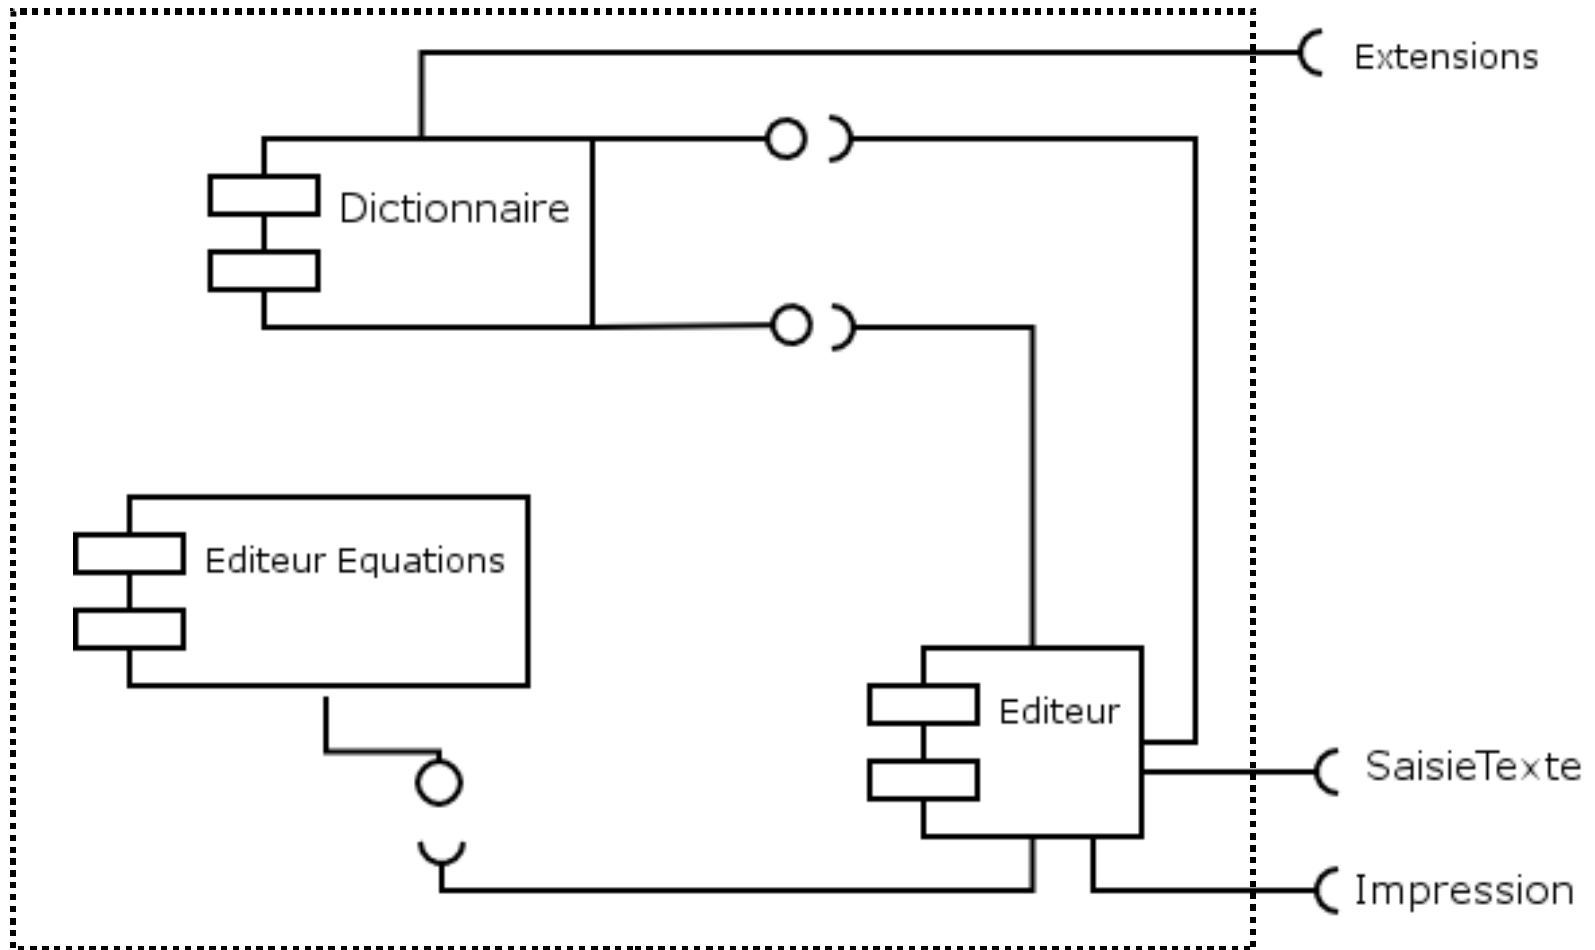 Extensions
Dictionnaire
Editeur Equations
Editeur
SaisieTexte
Impression